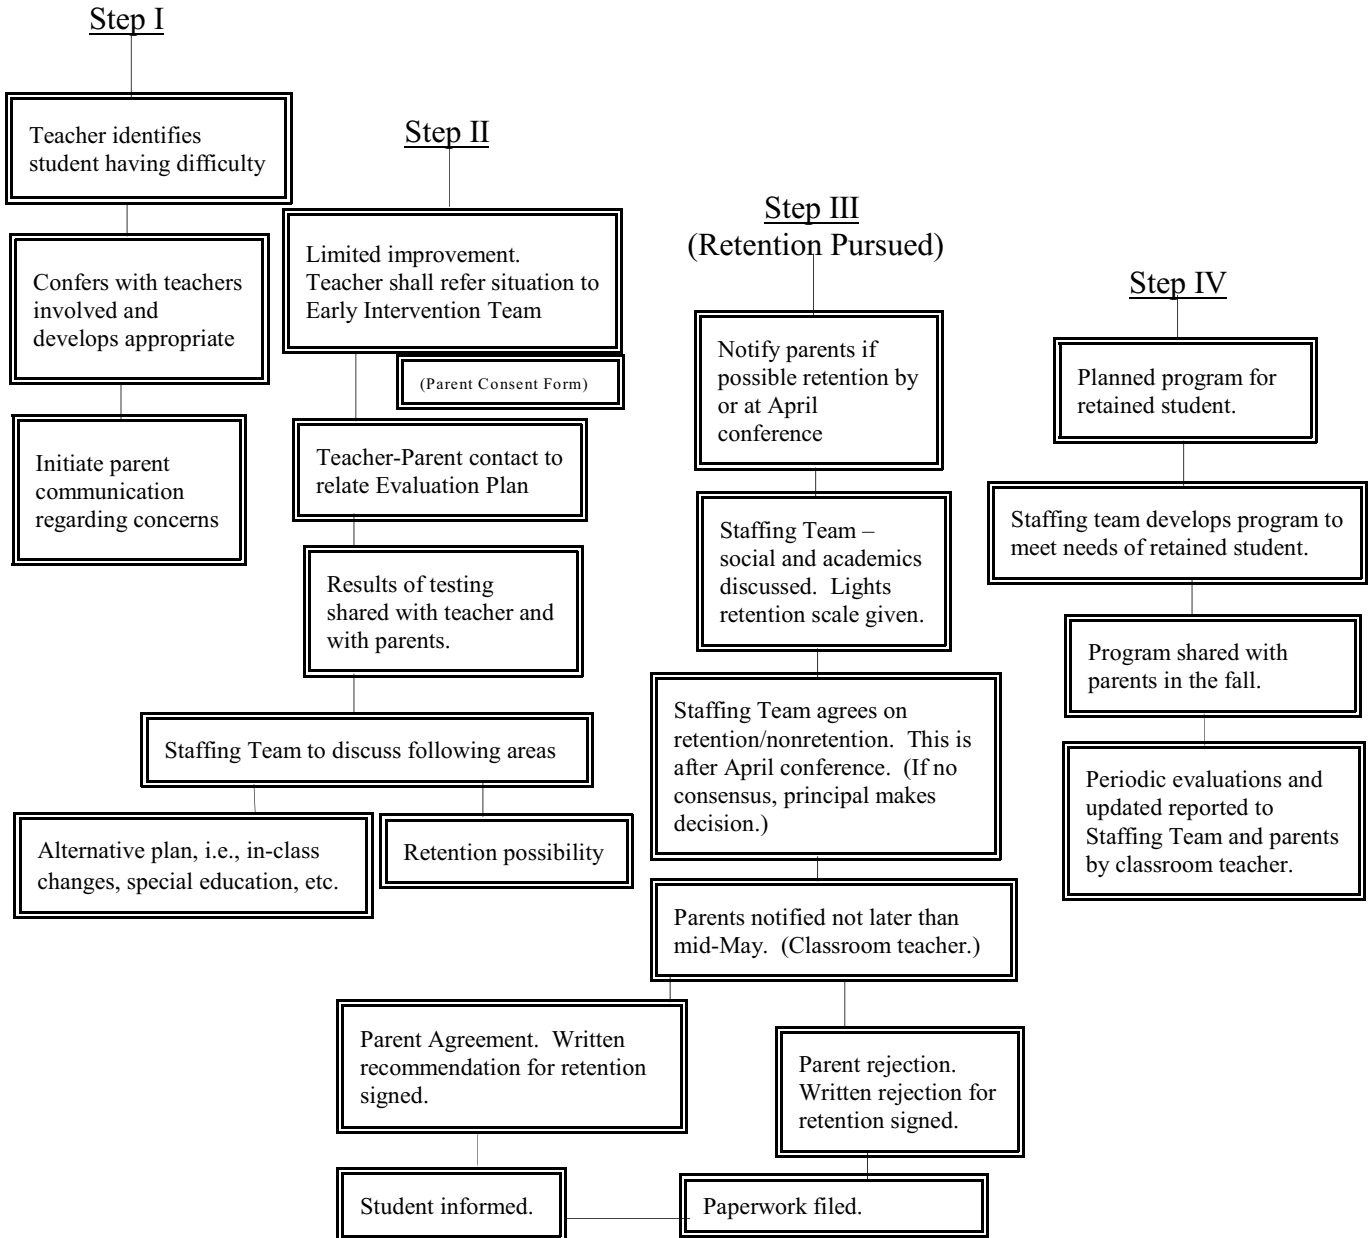 Step I
Teacher identifies
student having difficulty
Confers with teachers
involved and
develops appropriate
Initiate parent
communication
regarding concerns
Step II
Limited improvement.
Teacher shall refer situation to
Early Intervention Team
(Parent Consent Form)
Teacher-Parent contact to
relate Evaluation Plan
Results of testing
shared with teacher and
with parents.
Staffing Team to discuss following areas
Alternative plan, i.e., in-class
changes, special education, etc.
Retention possibility
Step III
(Retention Pursued)
Notify parents if
possible retention by
or at April
conference
Staffing Team –
social and academics
discussed.  Lights
retention scale given.
Staffing Team agrees on
retention/nonretention.  This is
after April conference.  (If no
consensus, principal makes
decision.)
Parents notified not later than
mid-May.  (Classroom teacher.)
Parent Agreement.  Written
recommendation for retention
signed.
Parent rejection.
Written rejection for
retention signed.
Student informed.
Paperwork filed.
Step IV
Planned program for
retained student.
Staffing team develops program to
meet needs of retained student.
Program shared with
parents in the fall.
Periodic evaluations and
updated reported to
Staffing Team and parents
by classroom teacher.